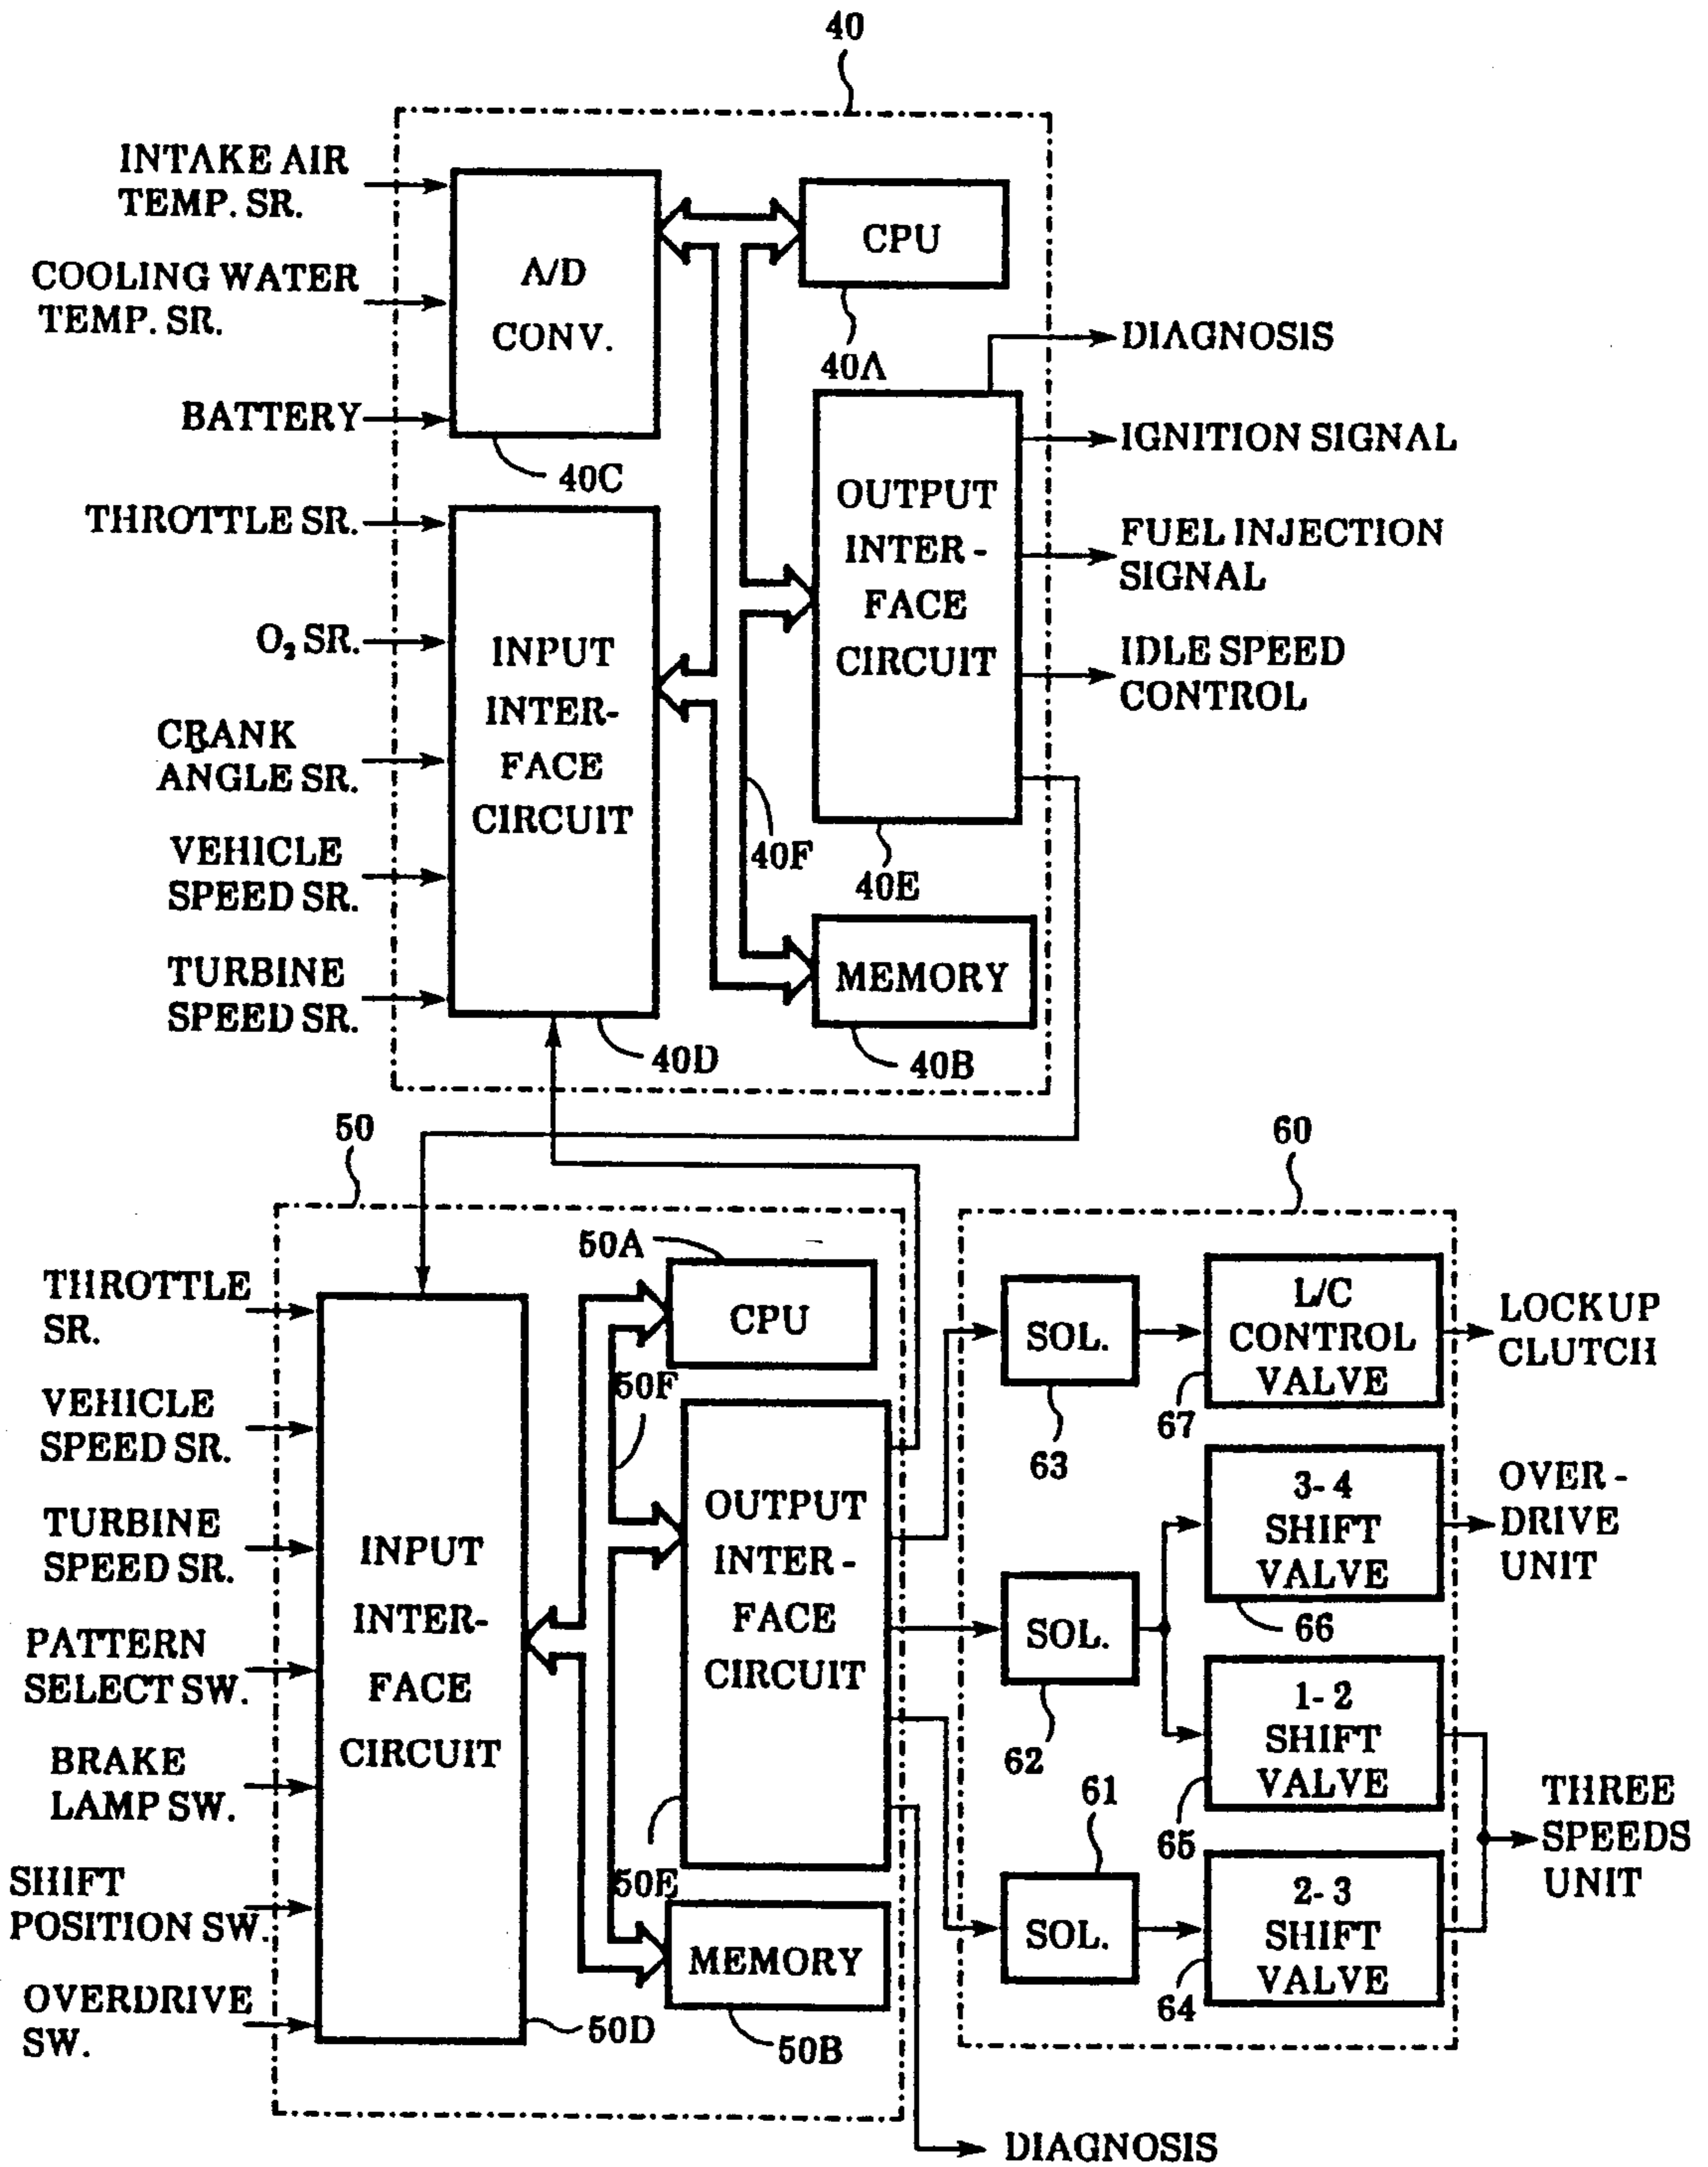 40
INTAKE AIR
TEMP. SR.
COOLING WATER
TEMP. SR.
BATTERY
A/D
CONV.
40C
CPU
40A
DIAGNOSIS
IGNITION SIGNAL
FUEL INJECTION
SIGNAL
IDLE SPEED
CONTROL
OUTPUT
INTER-
FACE
CIRCUIT
40E
THROTTLE SR.
O₂ SR.
CRANK
ANGLE SR.
VEHICLE
SPEED SR.
TURBINE
SPEED SR.
INPUT
INTER-
FACE
CIRCUIT
40D
40F
MEMORY
40B
50
THROTTLE
SR.
VEHICLE
SPEED SR.
TURBINE
SPEED SR.
PATTERN
SELECT SW.
BRAKE
LAMP SW.
SHIFT
POSITION SW.
OVERDRIVE
SW.
INPUT
INTER-
FACE
CIRCUIT
50D
50A
CPU
50F
OUTPUT
INTER-
FACE
CIRCUIT
50E
MEMORY
50B
DIAGNOSIS
60
SOL.
63
L/C
CONTROL
VALVE
67
LOCKUP
CLUTCH
3-4
SHIFT
VALVE
66
OVER-
DRIVE
UNIT
SOL.
62
1-2
SHIFT
VALVE
65
61
SOL.
2-3
SHIFT
VALVE
64
THREE
SPEEDS
UNIT